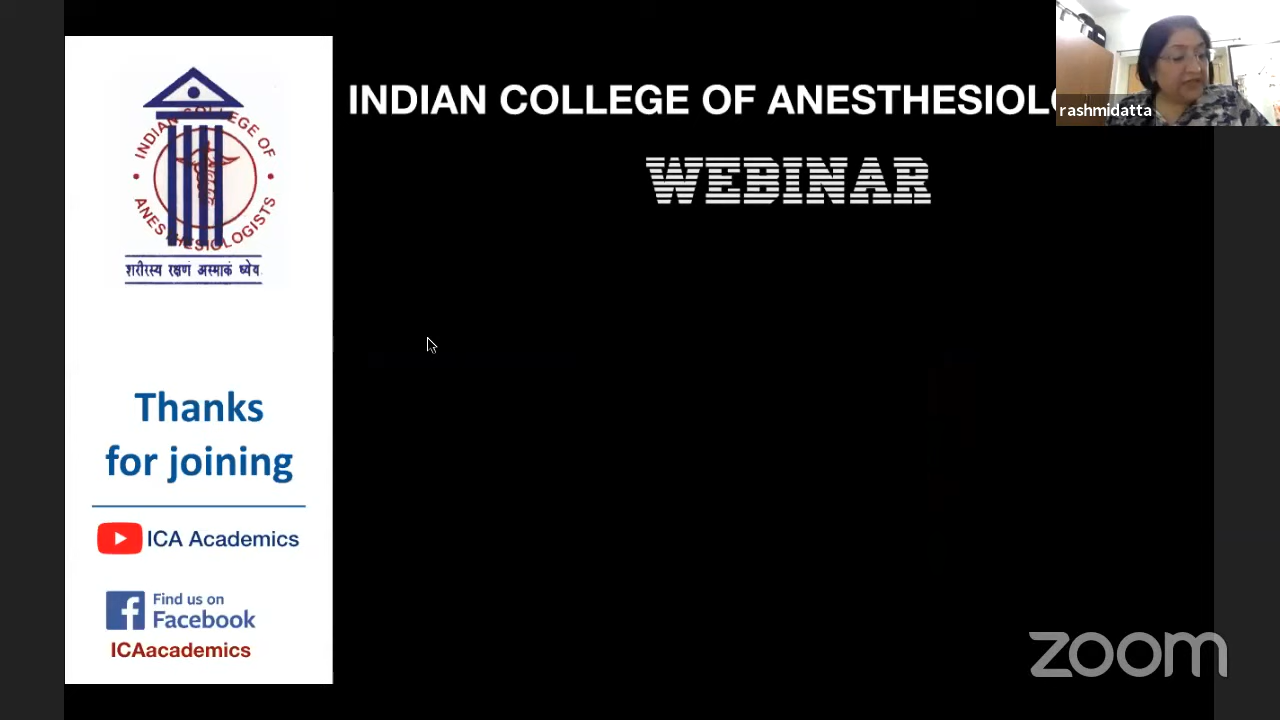 INDIAN COLLEGE OF ANESTHESIOLO
rashmidatta
WEBINAR
INDIAN COLLEGE OF
ANESTHESIOLOGISTS
शरीरस्य रक्षणं अस्माकं ध्येय
Thanks
for joining
ICA Academics
Find us on
Facebook
ICAacademics
zoom